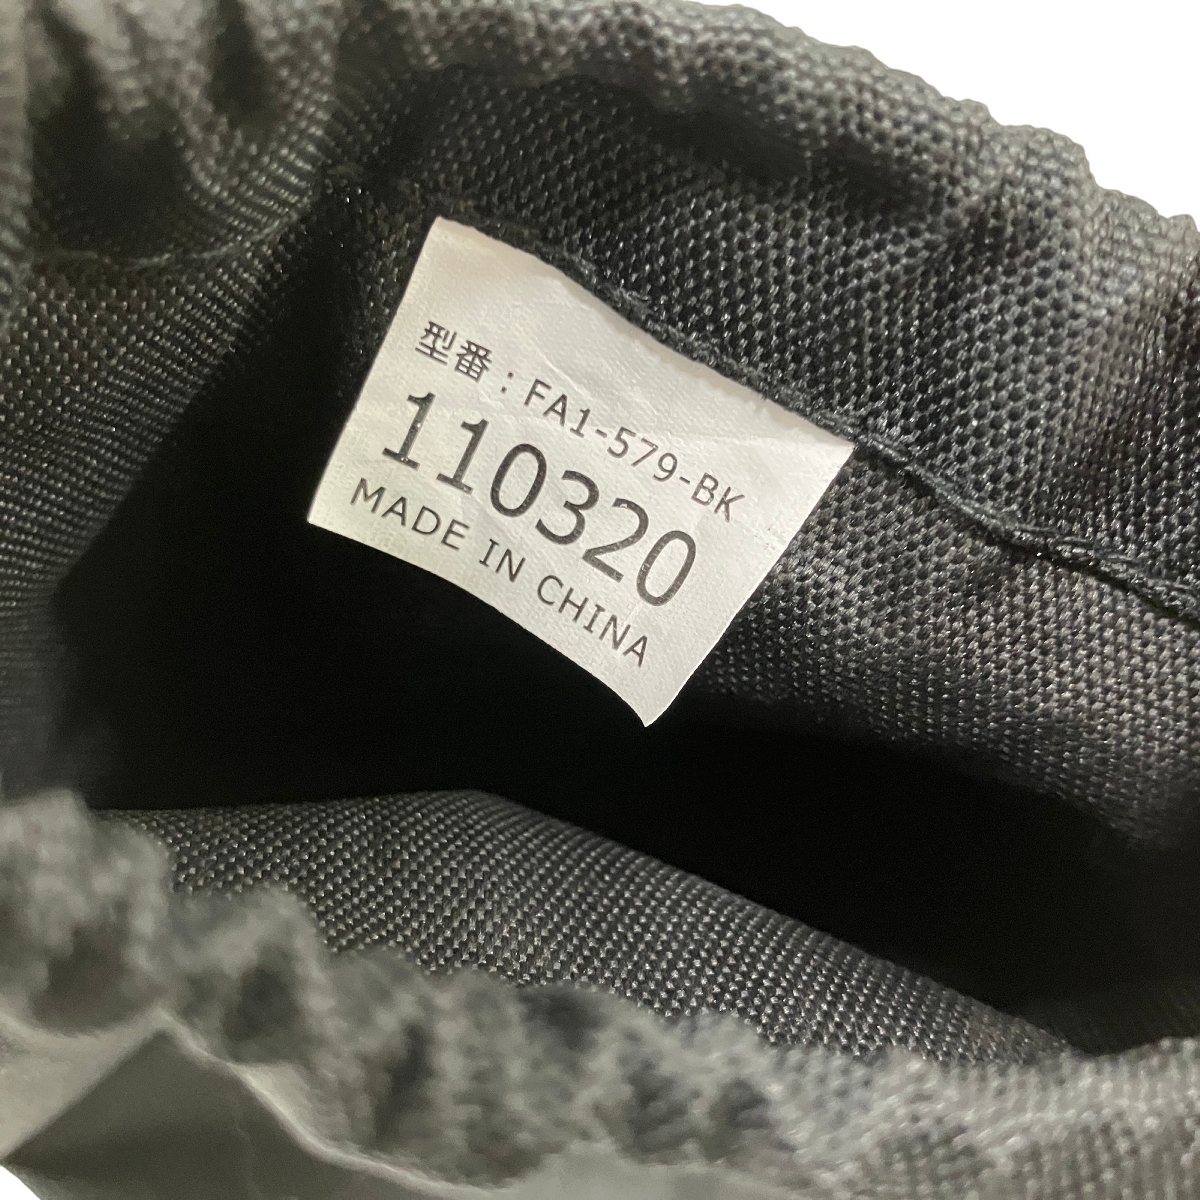 型番:FA1-579-BK
110320
MADE IN CHINA